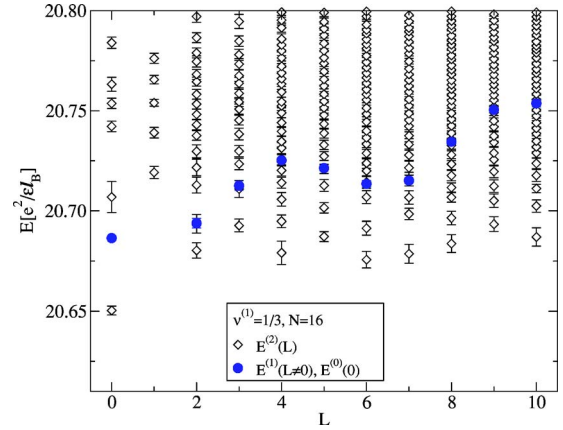 20.80
20.75
20.70
20.65
E[e²/εl_B]
ν⁽¹⁾=1/3, N=16
E⁽²⁾(L)
E⁽¹⁾(L≠0), E⁽⁰⁾(0)
0 2 4 6 8 10
L